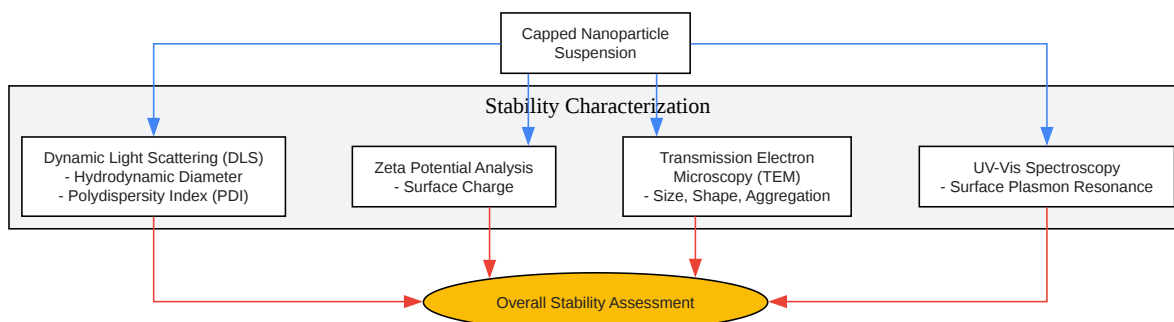 Capped Nanoparticle
Suspension
Stability Characterization
Dynamic Light Scattering (DLS)
- Hydrodynamic Diameter
- Polydispersity Index (PDI)
Zeta Potential Analysis
- Surface Charge
Transmission Electron
Microscopy (TEM)
- Size, Shape, Aggregation
UV-Vis Spectroscopy
- Surface Plasmon Resonance
Overall Stability Assessment